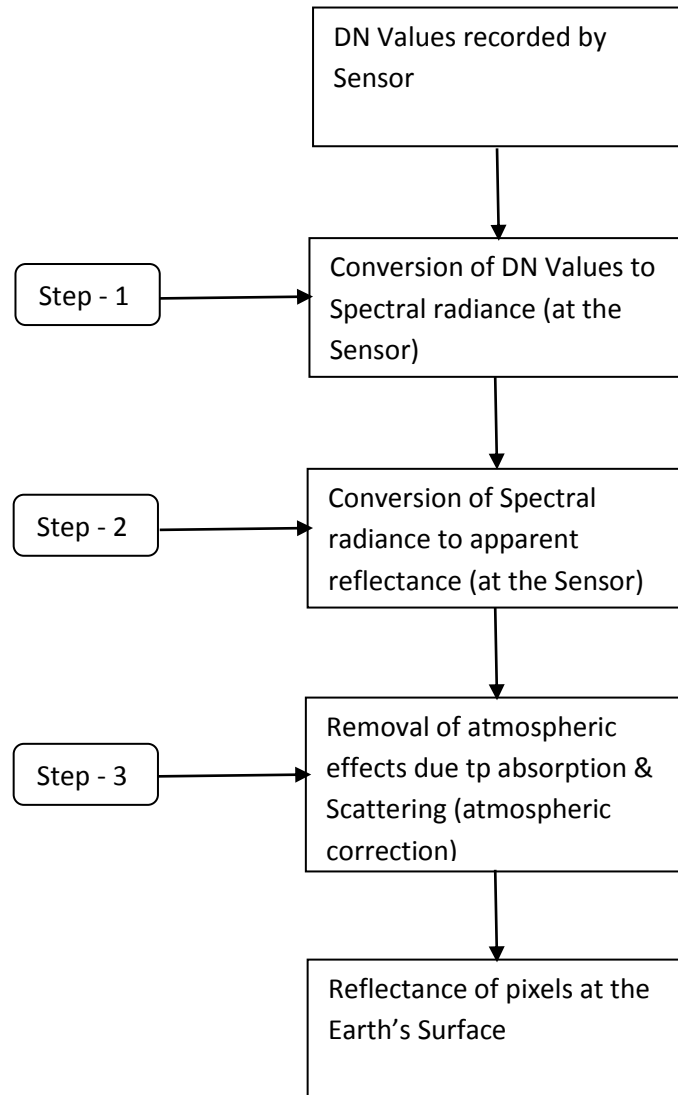 DN Values recorded by
Sensor
Step - 1
Conversion of DN Values to
Spectral radiance (at the
Sensor)
Step - 2
Conversion of Spectral
radiance to apparent
reflectance (at the Sensor)
Step - 3
Removal of atmospheric
effects due tp absorption &
Scattering (atmospheric
correction)
Reflectance of pixels at the
Earth’s Surface